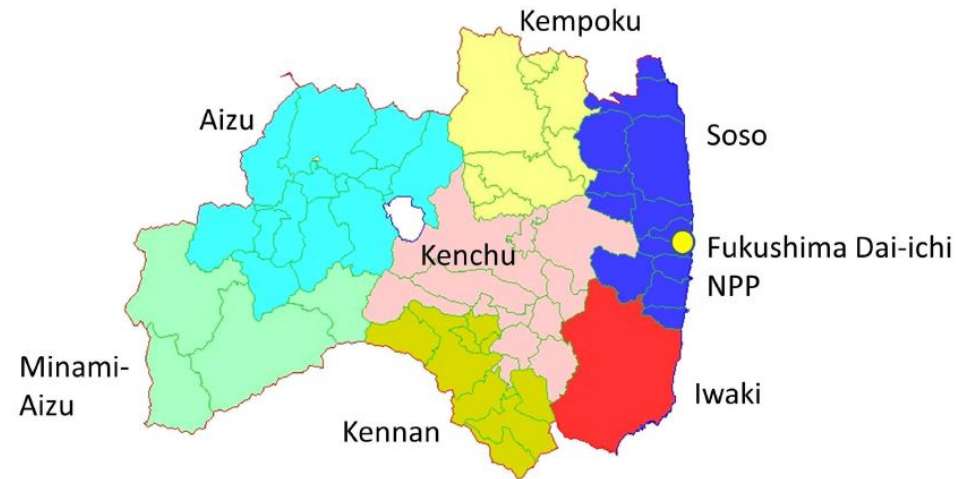 Kempoku
Aizu
Soso
Kenchu
Fukushima Dai-ichi
NPP
Minami-
Aizu
Iwaki
Kennan